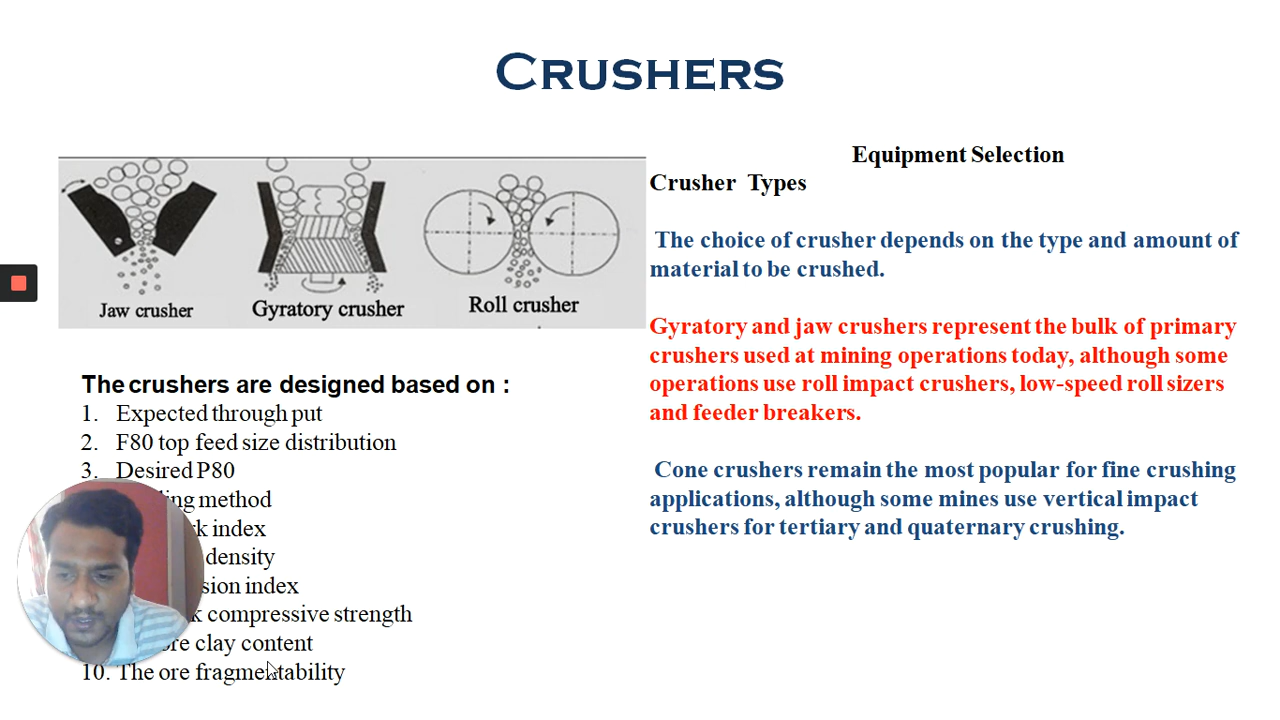 CRUSHERS
Jaw crusher
Gyratory crusher
Roll crusher
The crushers are designed based on :
1. Expected through put
2. F80 top feed size distribution
3. Desired P80
method
index
density
index
compressive strength
clay content
10. The ore fragmentability
Equipment Selection
Crusher Types
The choice of crusher depends on the type and amount of
material to be crushed.
Gyratory and jaw crushers represent the bulk of primary
crushers used at mining operations today, although some
operations use roll impact crushers, low-speed roll sizers
and feeder breakers.
Cone crushers remain the most popular for fine crushing
applications, although some mines use vertical impact
crushers for tertiary and quaternary crushing.